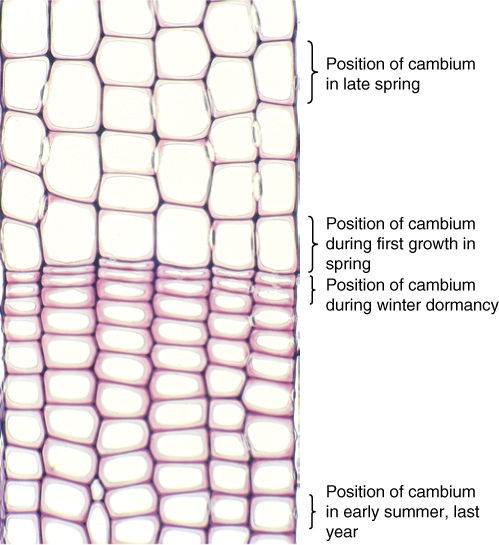 Position of cambium
in late spring
Position of cambium
during first growth in
spring
Position of cambium
during winter dormancy
Position of cambium
in early summer, last
year